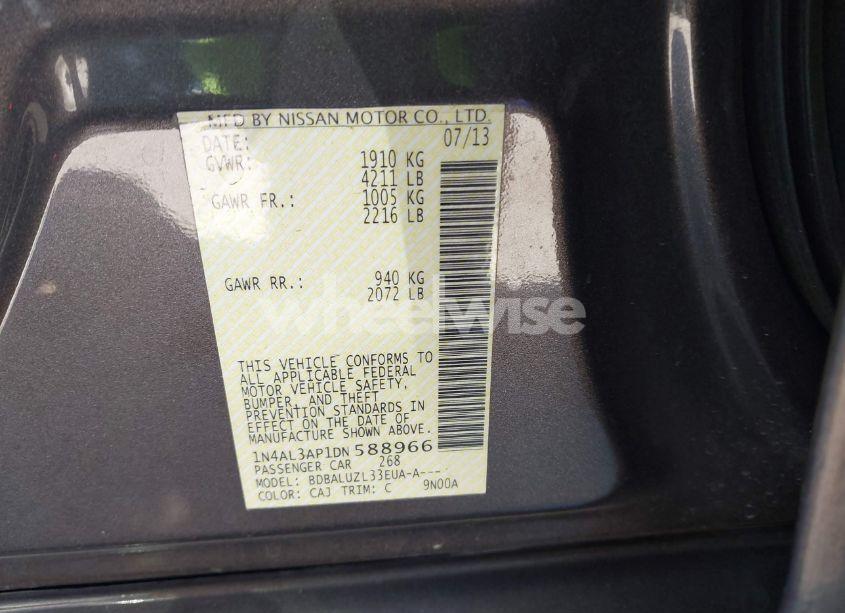 MFD BY NISSAN MOTOR CO., LTD.
DATE: 07/13
GVWR: 1910 KG
4211 LB
GAWR FR.: 1005 KG
2216 LB
GAWR RR.: 940 KG
2072 LB
wheelwise
THIS VEHICLE CONFORMS TO
ALL APPLICABLE FEDERAL
MOTOR VEHICLE SAFETY,
BUMPER, AND THEFT
PREVENTION STANDARDS IN
EFFECT ON THE DATE OF
MANUFACTURE SHOWN ABOVE.
1N4AL3AP1DN588966
PASSENGER CAR 268
MODEL: BDBALUZL33EUA-A---
COLOR: CAJ TRIM: C 9N00A